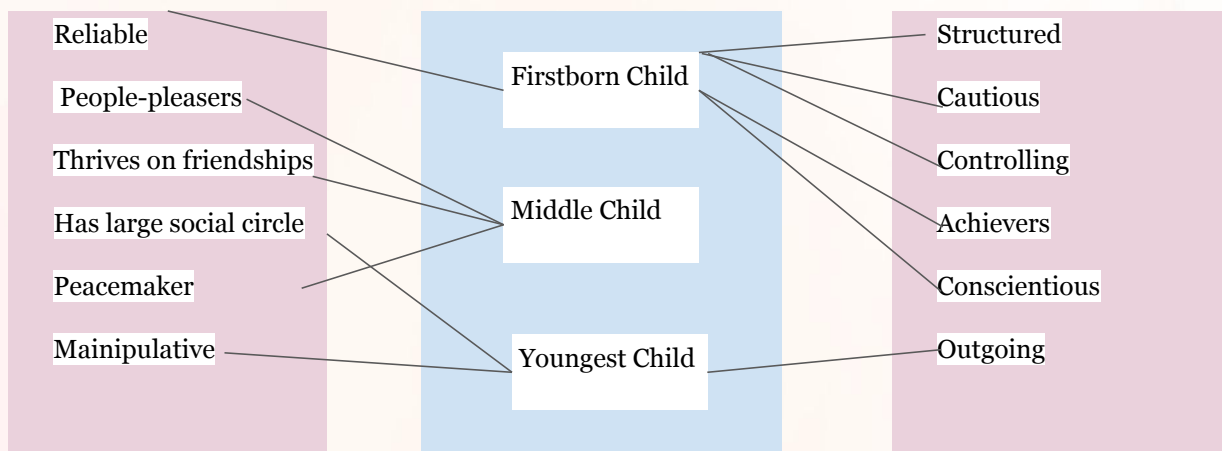 Reliable
People-pleasers
Thrives on friendships
Has large social circle
Peacemaker
Mainipulative
Firstborn Child
Middle Child
Youngest Child
Structured
Cautious
Controlling
Achievers
Conscientious
Outgoing